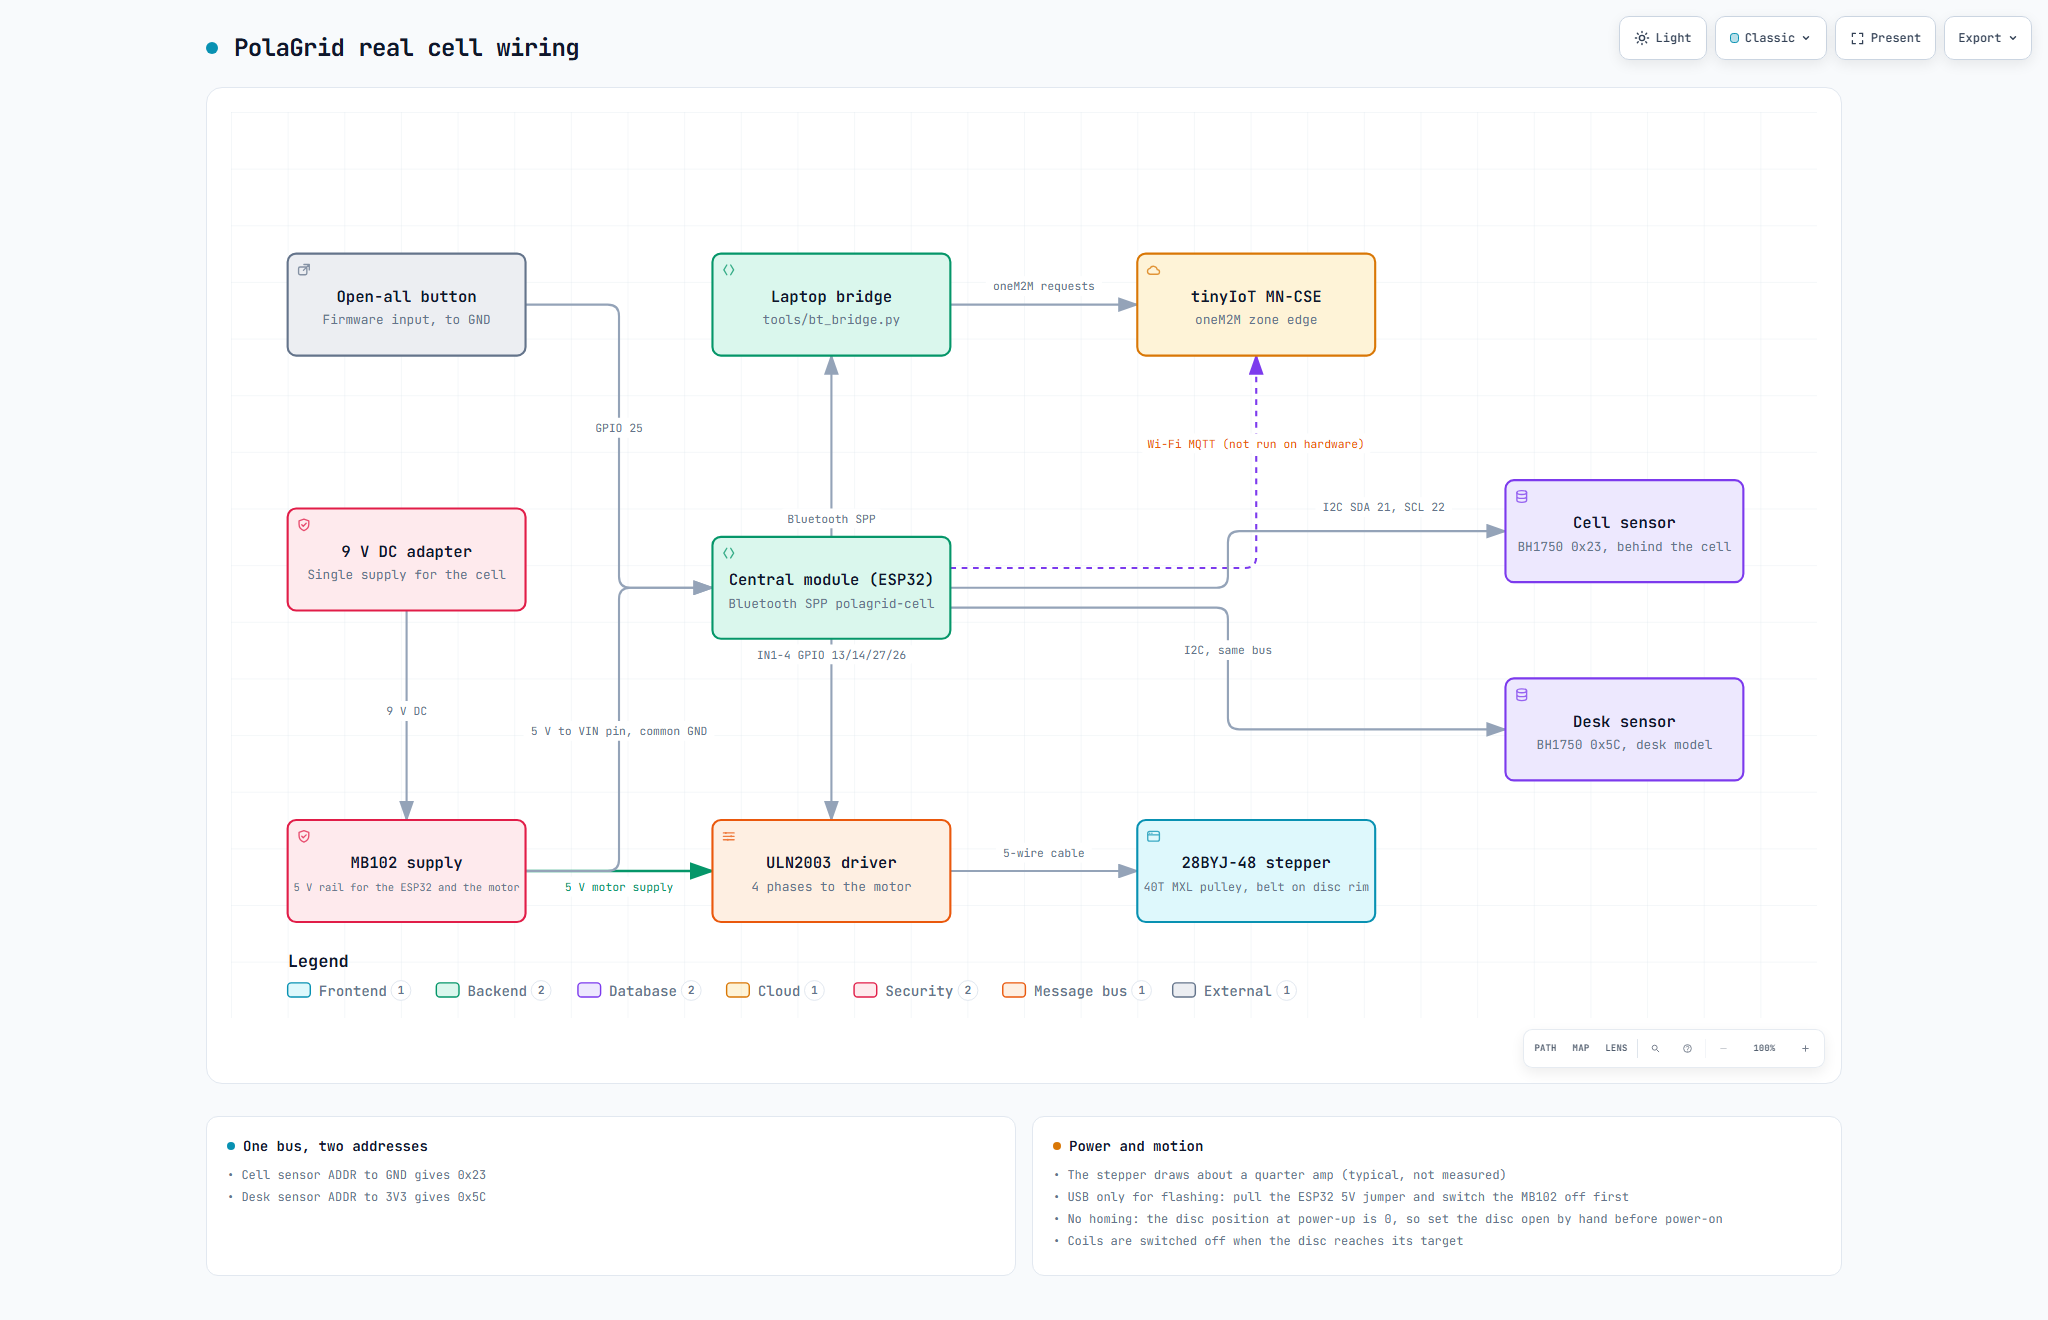 PolaGrid real cell wiring
Light
Classic
Present
Export
Open-all button
Firmware input, to GND
Laptop bridge
tools/bt_bridge.py
oneM2M requests
tinyIoT MN-CSE
oneM2M zone edge
GPIO 25
Wi-Fi MQTT (not run on hardware)
9 V DC adapter
Single supply for the cell
Bluetooth SPP
Central module (ESP32)
Bluetooth SPP polagrid-cell
I2C SDA 21, SCL 22
Cell sensor
BH1750 0x23, behind the cell
IN1-4 GPIO 13/14/27/26
I2C, same bus
9 V DC
5 V to VIN pin, common GND
Desk sensor
BH1750 0x5C, desk model
MB102 supply
5 V rail for the ESP32 and the motor
5 V motor supply
ULN2003 driver
4 phases to the motor
5-wire cable
28BYJ-48 stepper
40T MXL pulley, belt on disc rim
Legend
Frontend 1
Backend 2
Database 2
Cloud 1
Security 2
Message bus 1
External 1
PATH MAP LENS − 100% +
One bus, two addresses
• Cell sensor ADDR to GND gives 0x23
• Desk sensor ADDR to 3V3 gives 0x5C
Power and motion
• The stepper draws about a quarter amp (typical, not measured)
• USB only for flashing: pull the ESP32 5V jumper and switch the MB102 off first
• No homing: the disc position at power-up is 0, so set the disc open by hand before power-on
• Coils are switched off when the disc reaches its target